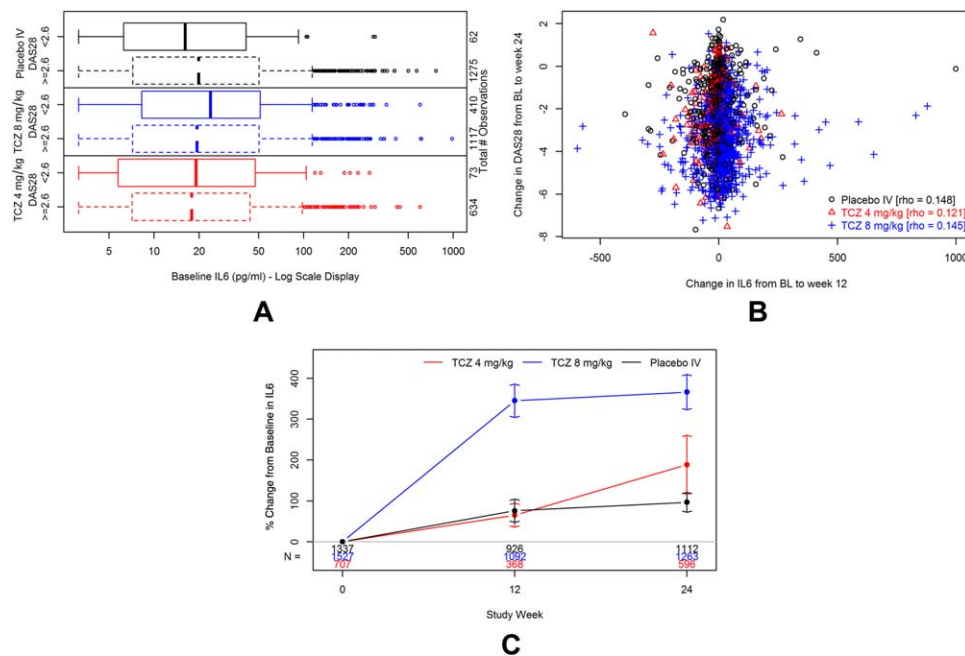 Placebo IV
DAS28
<2.6
>=2.6
62
1275
TCZ 8 mg/kg
DAS28
<2.6
>=2.6
410
1117
TCZ 4 mg/kg
DAS28
<2.6
>=2.6
73
634
Total # Observations
5 10 20 50 100 200 500 1000
Baseline IL6 (pg/ml) - Log Scale Display
A
Change in DAS28 from BL to week 24
2
0
-2
-4
-6
-8
Placebo IV [rho = 0.148]
TCZ 4 mg/kg [rho = 0.121]
TCZ 8 mg/kg [rho = 0.145]
-500 0 500 1000
Change in IL6 from BL to week 12
B
TCZ 4 mg/kg TCZ 8 mg/kg Placebo IV
% Change from Baseline in IL6
400
300
200
100
0
1337 926 1112
N = 1527 1092 1263
707 368 596
0 12 24
Study Week
C